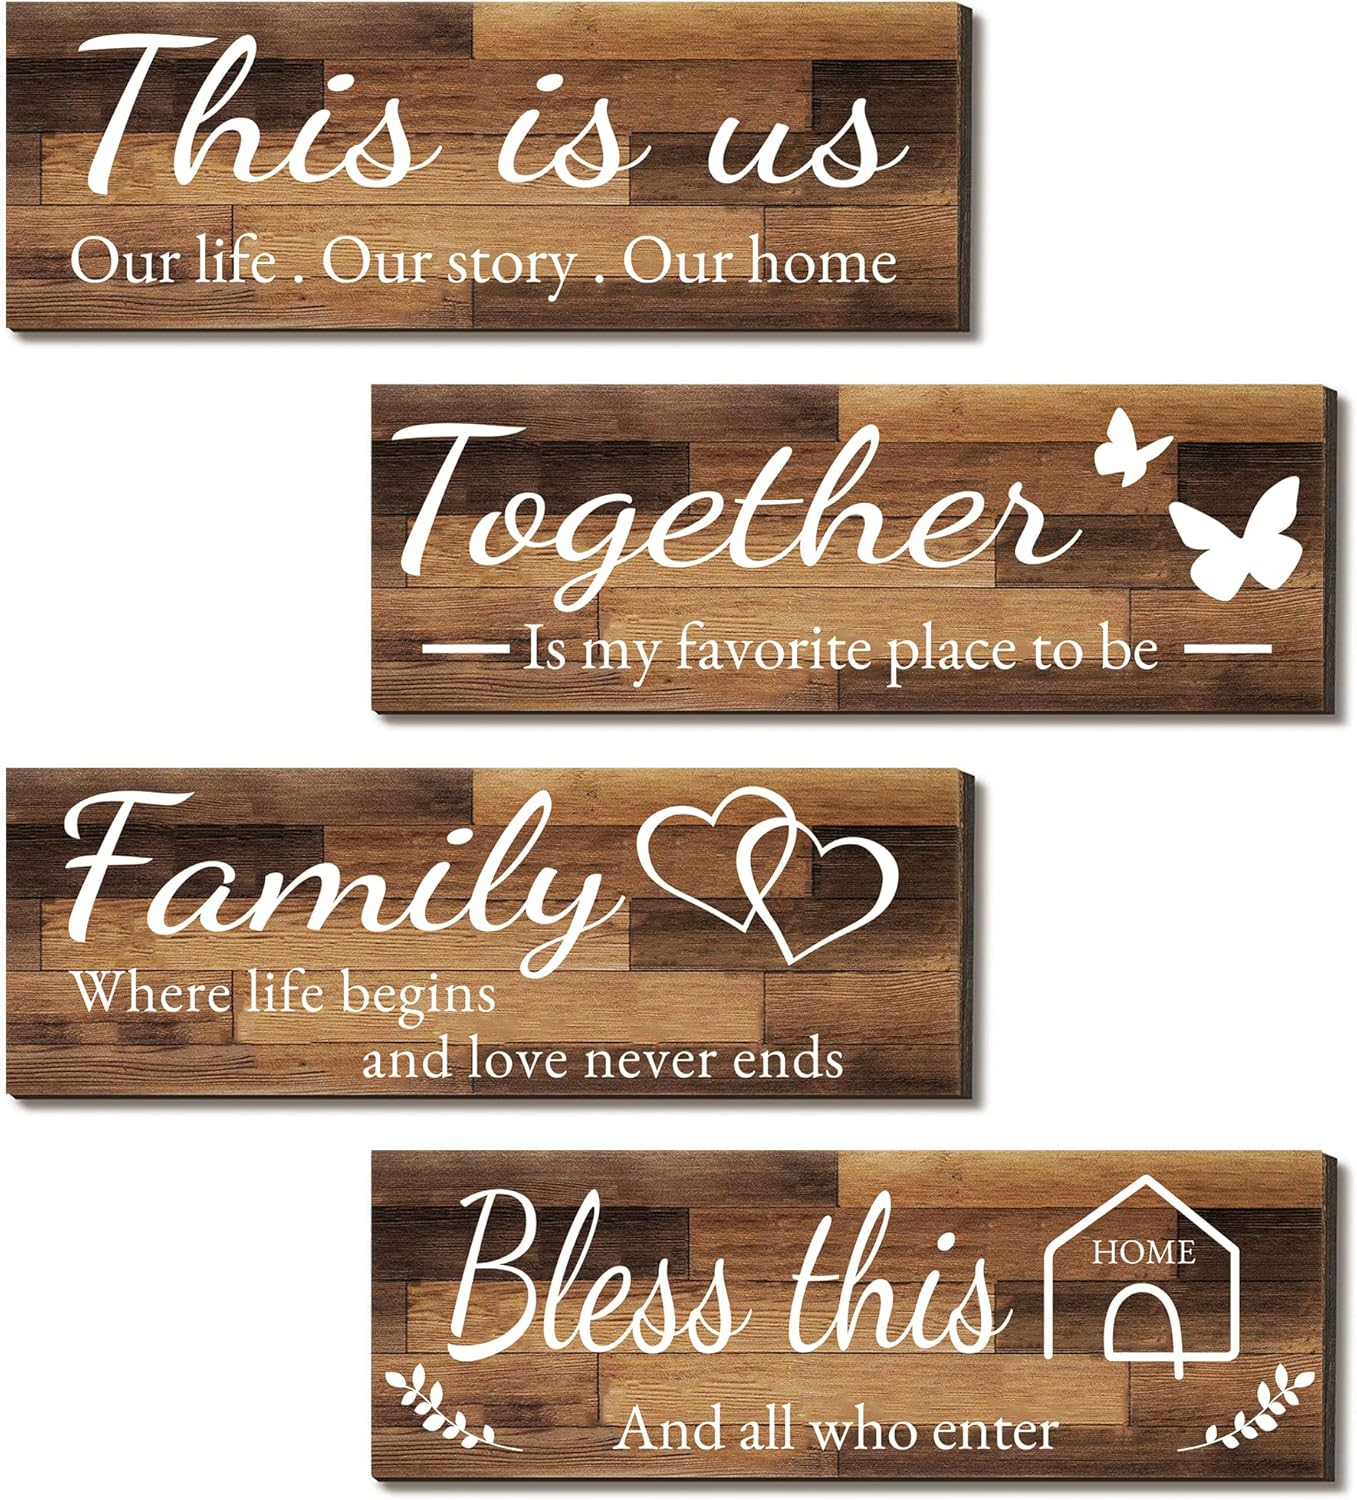 This is us
Our life . Our story . Our home
Together
Is my favorite place to be
Family
Where life begins
and love never ends
Bless this
HOME
And all who enter